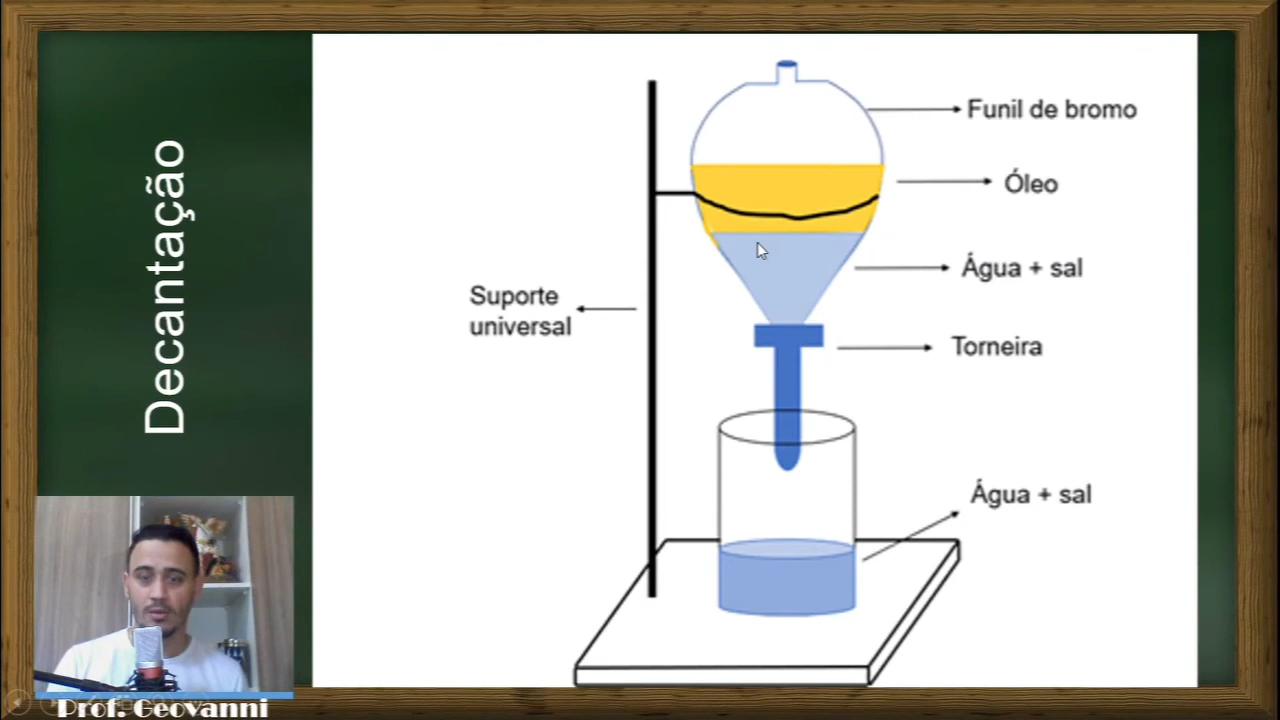 Decantação
Funil de bromo
Óleo
Água + sal
Suporte
universal
Torneira
Água + sal
Prof. Geovanni